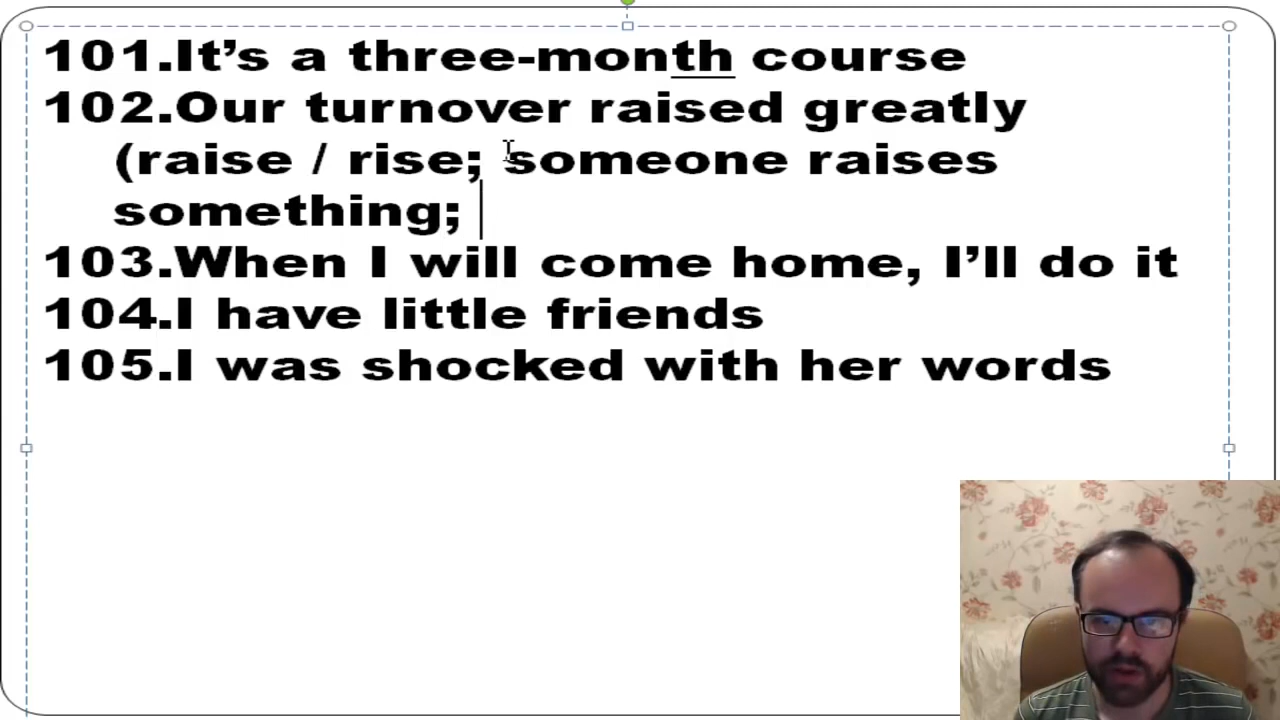 101.It’s a three-month course
102.Our turnover raised greatly
(raise / rise; someone raises
something;
103.When I will come home, I’ll do it
104.I have little friends
105.I was shocked with her words